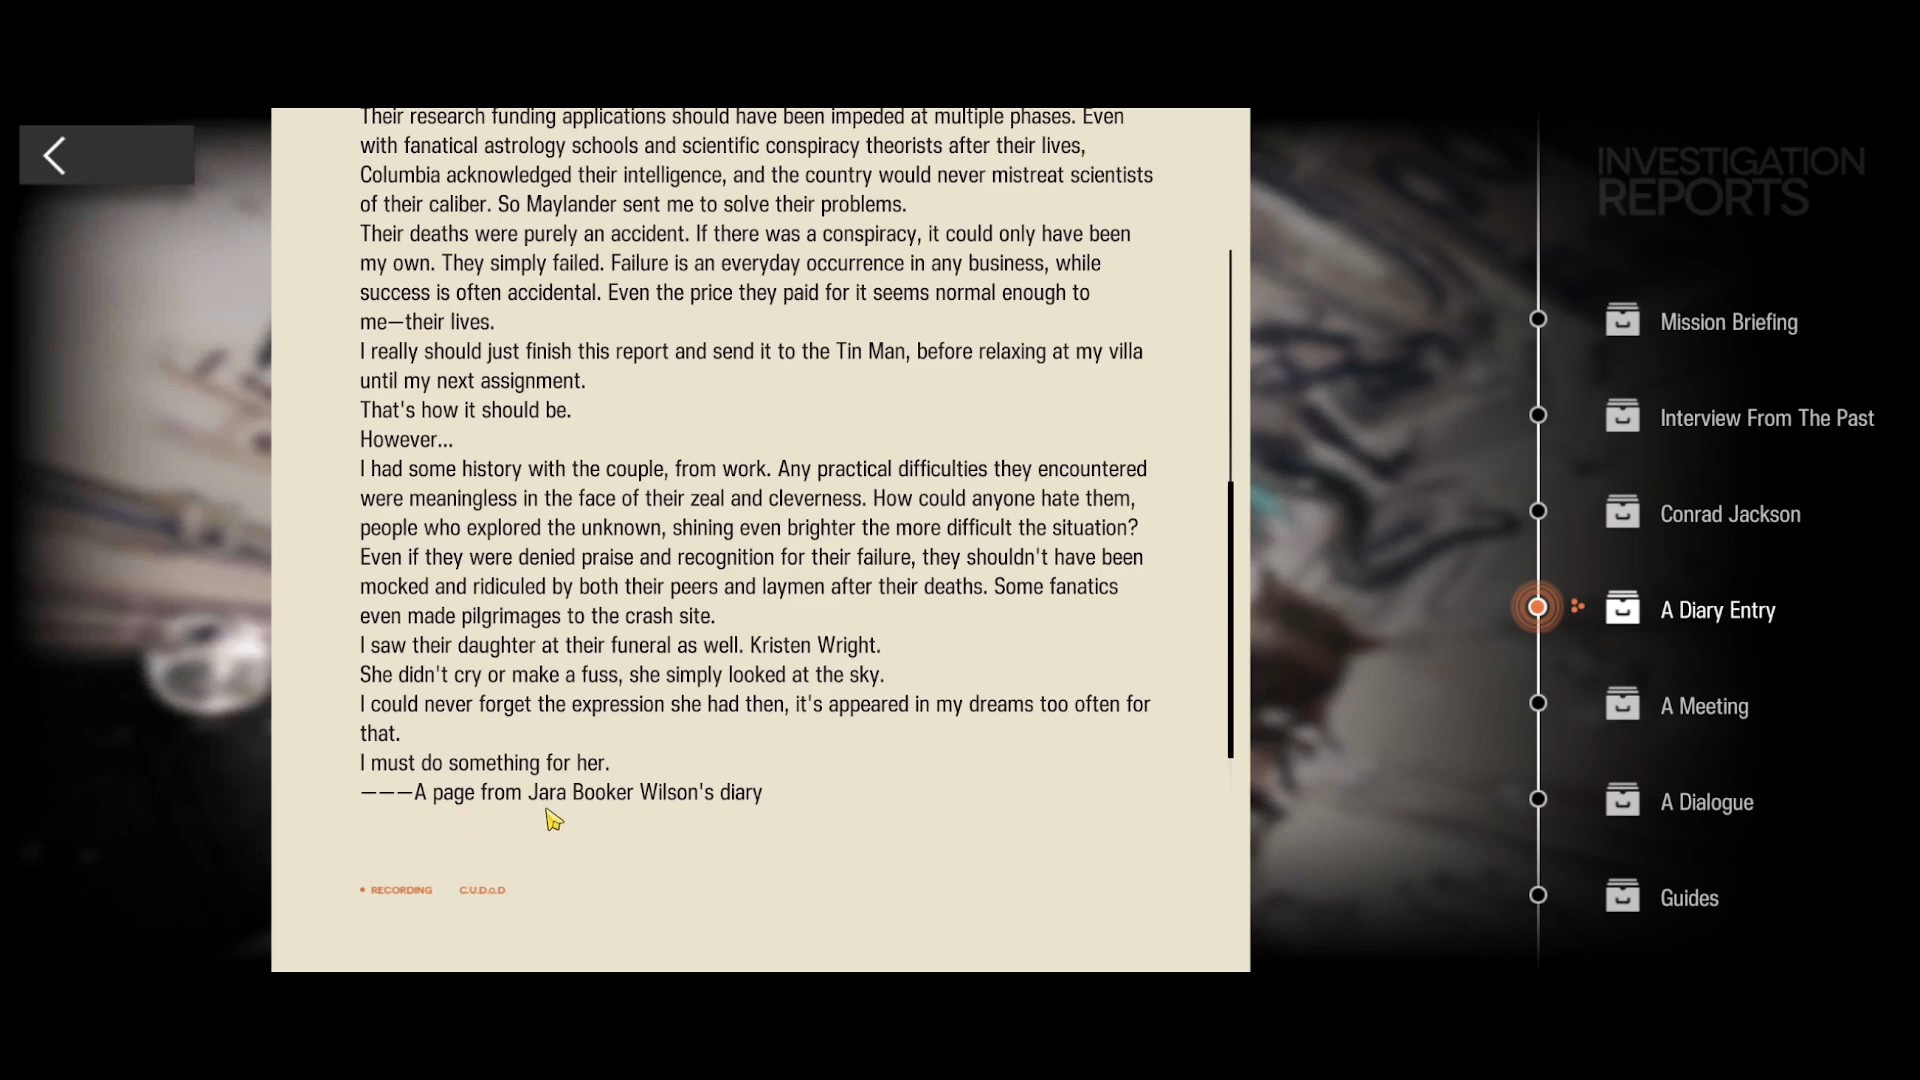 Their research funding applications should have been impeded at multiple phases. Even
with fanatical astrology schools and scientific conspiracy theorists after their lives,
Columbia acknowledged their intelligence, and the country would never mistreat scientists
of their caliber. So Maylander sent me to solve their problems.
Their deaths were purely an accident. If there was a conspiracy, it could only have been
my own. They simply failed. Failure is an everyday occurrence in any business, while
success is often accidental. Even the price they paid for it seems normal enough to
me—their lives.
I really should just finish this report and send it to the Tin Man, before relaxing at my villa
until my next assignment.
That's how it should be.
However...
I had some history with the couple, from work. Any practical difficulties they encountered
were meaningless in the face of their zeal and cleverness. How could anyone hate them,
people who explored the unknown, shining even brighter the more difficult the situation?
Even if they were denied praise and recognition for their failure, they shouldn't have been
mocked and ridiculed by both their peers and laymen after their deaths. Some fanatics
even made pilgrimages to the crash site.
I saw their daughter at their funeral as well. Kristen Wright.
She didn't cry or make a fuss, she simply looked at the sky.
I could never forget the expression she had then, it's appeared in my dreams too often for
that.
I must do something for her.
———A page from Jara Booker Wilson's diary
• RECORDING C.U.D.o.D
INVESTIGATION
REPORTS
Mission Briefing
Interview From The Past
Conrad Jackson
A Diary Entry
A Meeting
A Dialogue
Guides